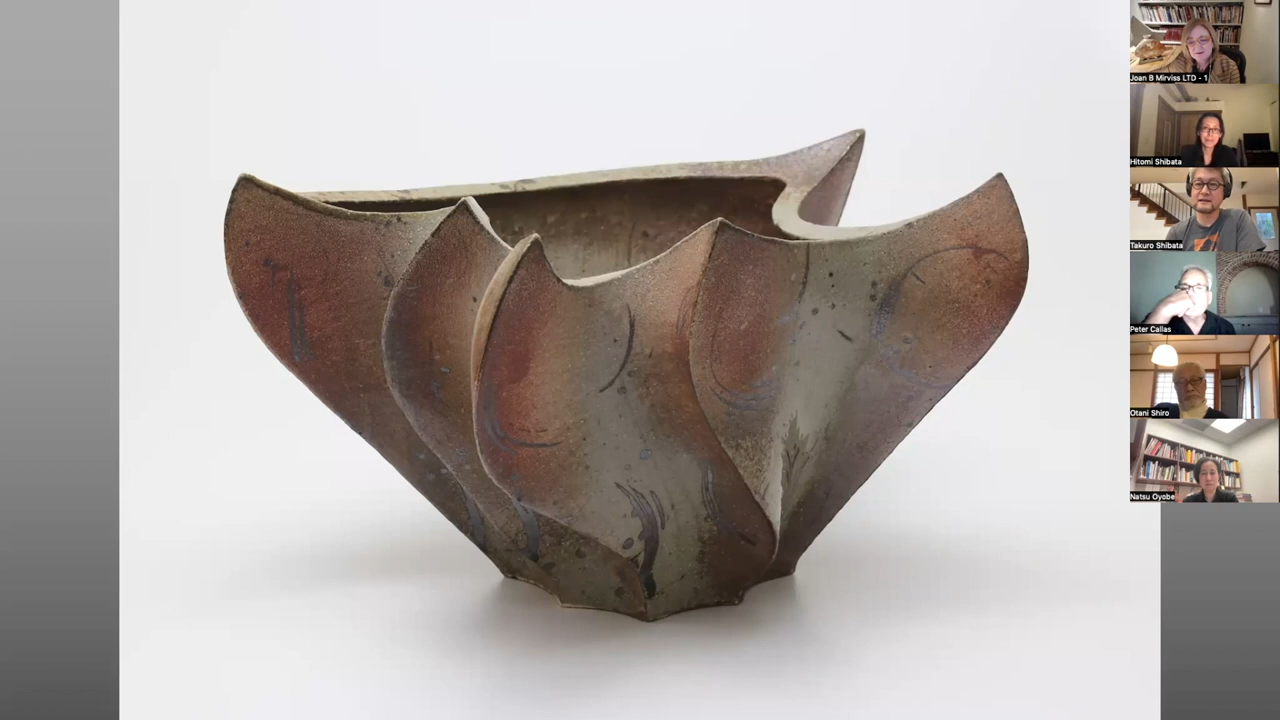 Joan B Mirviss LTD - 1
Hitomi Shibata
Takuro Shibata
Peter Callas
Otani Shiro
Natsu Oyobe